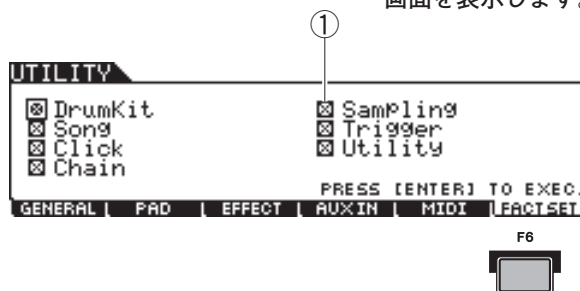 画面を表示します。
①
UTILITY
DrumKit
Song
Click
Chain
Sampling
Trigger
Utility
PRESS [ENTER] TO EXEC.
GENERAL PAD EFFECT AUXIN MIDI FACTSET
F6